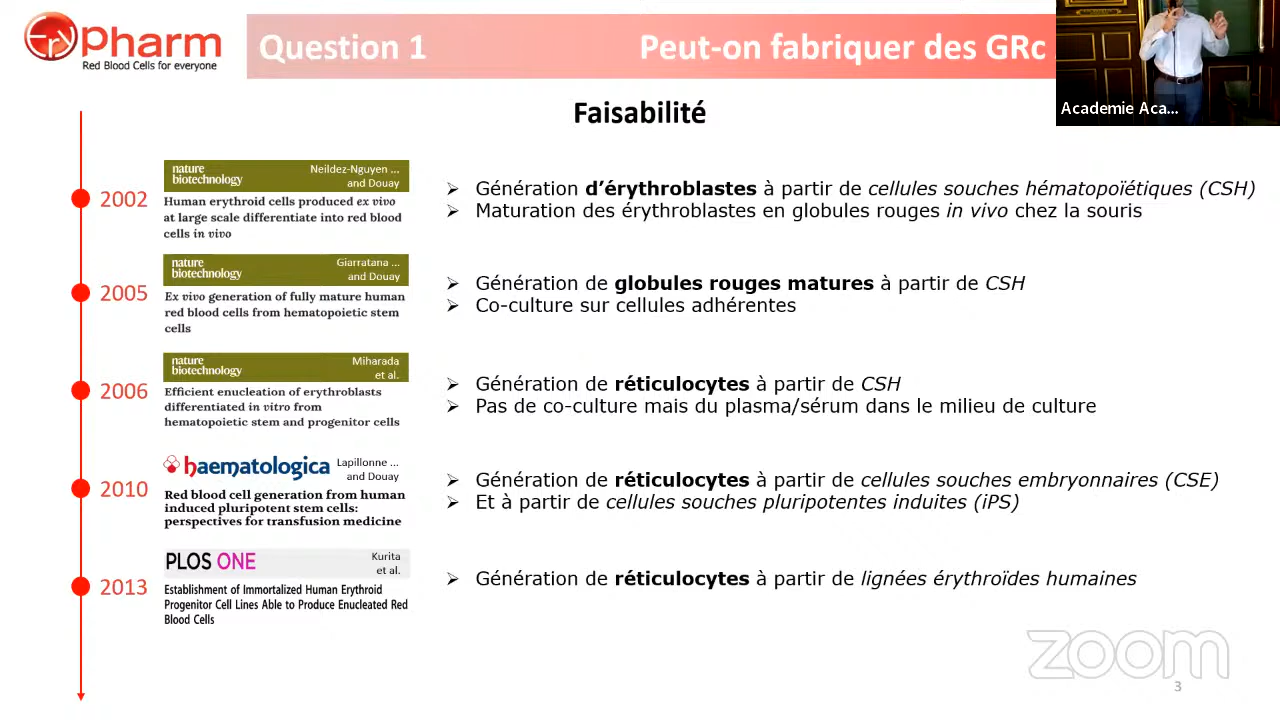 EryPharm
Red Blood Cells for everyone
Question 1
Peut-on fabriquer des GRc
Academie Aca...
Faisabilité
2002
nature
biotechnology
Neildez-Nguyen ...
and Douay
Human erythroid cells produced ex vivo
at large scale differentiate into red blood
cells in vivo
➢ Génération d’érythroblastes à partir de cellules souches hématopoïétiques (CSH)
➢ Maturation des érythroblastes en globules rouges in vivo chez la souris
2005
nature
biotechnology
Giarratana ...
and Douay
Ex vivo generation of fully mature human
red blood cells from hematopoietic stem
cells
➢ Génération de globules rouges matures à partir de CSH
➢ Co-culture sur cellules adhérentes
2006
nature
biotechnology
Miharada
et al.
Efficient enucleation of erythroblasts
differentiated in vitro from
hematopoietic stem and progenitor cells
➢ Génération de réticulocytes à partir de CSH
➢ Pas de co-culture mais du plasma/sérum dans le milieu de culture
2010
haematologica
Lapillonne ...
and Douay
Red blood cell generation from human
induced pluripotent stem cells:
perspectives for transfusion medicine
➢ Génération de réticulocytes à partir de cellules souches embryonnaires (CSE)
➢ Et à partir de cellules souches pluripotentes induites (iPS)
2013
PLOS ONE
Kurita
et al.
Establishment of Immortalized Human Erythroid
Progenitor Cell Lines Able to Produce Enucleated Red
Blood Cells
➢ Génération de réticulocytes à partir de lignées érythroïdes humaines
zoom
3